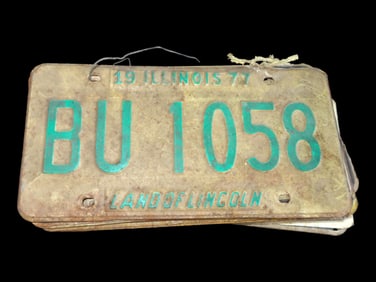 19 ILLINOIS 77
BU 1058
LAND OF LINCOLN